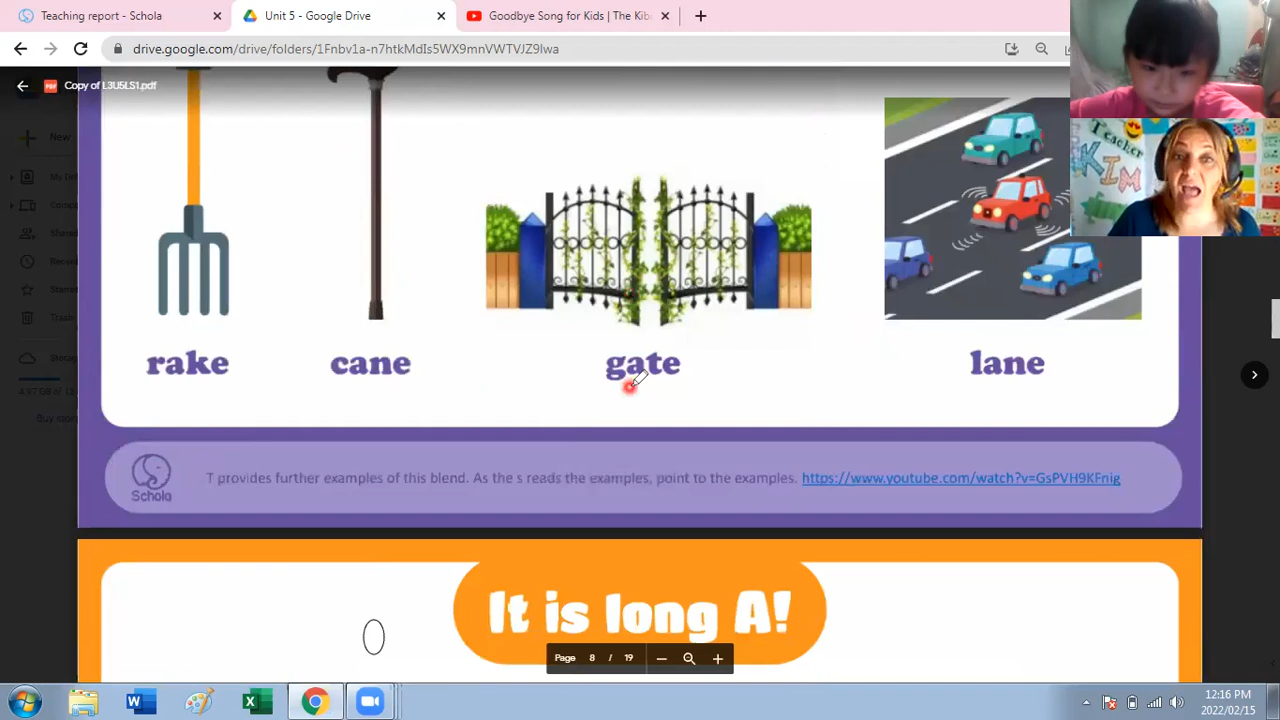 Teaching report - Schola
Unit 5 - Google Drive
Goodbye Song for Kids | The Kib
drive.google.com/drive/folders/1Fnbv1a-n7htkMdIs5WX9mnVWTVJZ9lwa
Copy of L3U5LS1.pdf
New
Teacher
KIM
rake
cane
gate
lane
Schola
T provides further examples of this blend. As the s reads the examples, point to the examples. https://www.youtube.com/watch?v=GsPVH9KFnig
It is long A!
Page 8 / 19
12:16 PM
2022/02/15